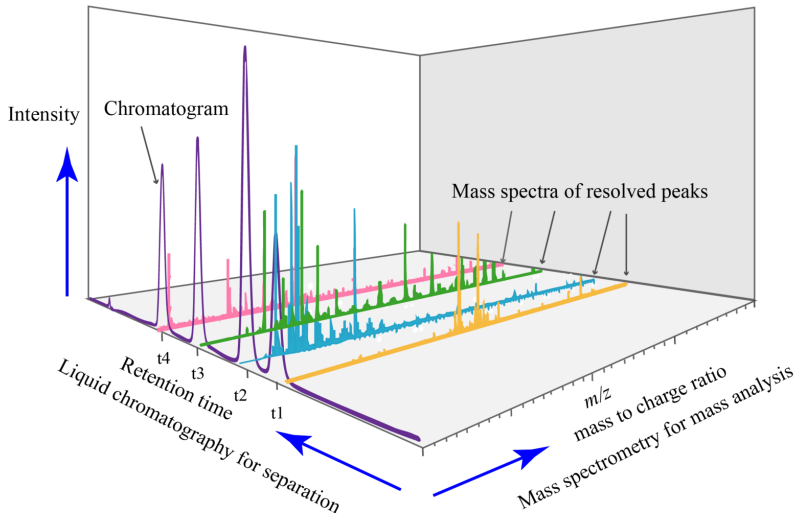 Intensity
Chromatogram
Mass spectra of resolved peaks
t4
t3
t2
t1
Retention time
Liquid chromatography for separation
m/z
mass to charge ratio
Mass spectrometry for mass analysis